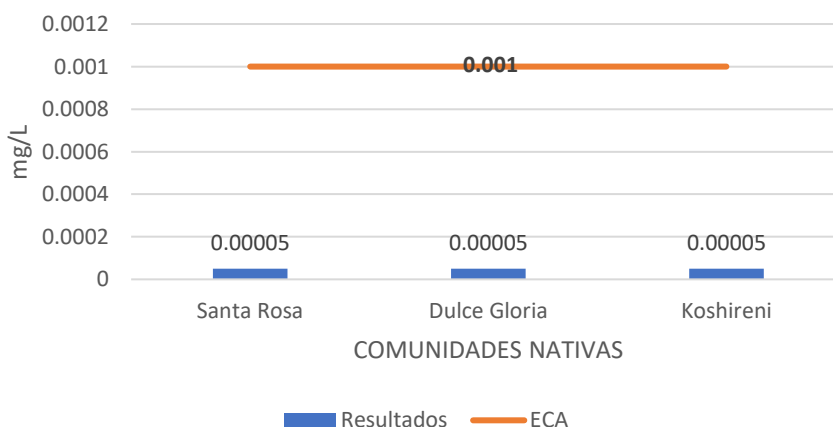 0.0012
0.001
0.001
0.0008
0.0006
mg/L
0.0004
0.0002
0.00005 0.00005 0.00005
0
Santa Rosa Dulce Gloria Koshireni
COMUNIDADES NATIVAS
Resultados ECA